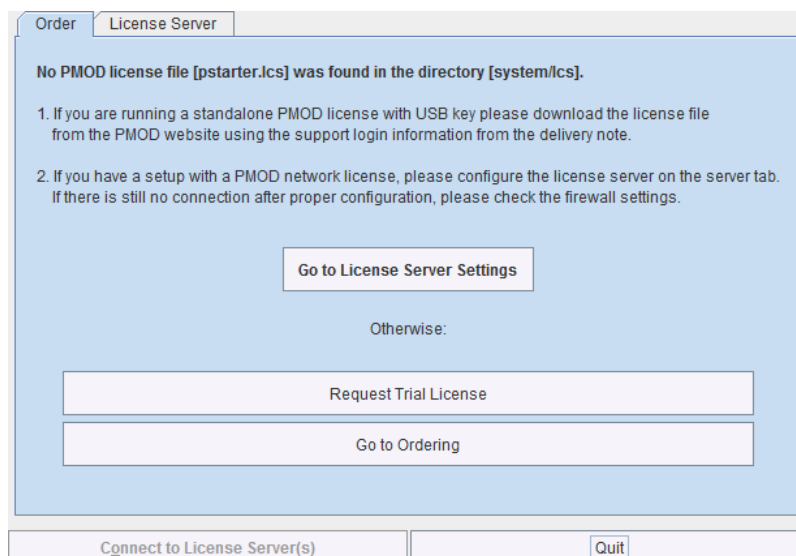 Order
License Server
No PMOD license file [pstarter.lcs] was found in the directory [system/lcs].
1. If you are running a standalone PMOD license with USB key please download the license file
from the PMOD website using the support login information from the delivery note.
2. If you have a setup with a PMOD network license, please configure the license server on the server tab.
If there is still no connection after proper configuration, please check the firewall settings.
Go to License Server Settings
Otherwise:
Request Trial License
Go to Ordering
Connect to License Server(s)
Quit